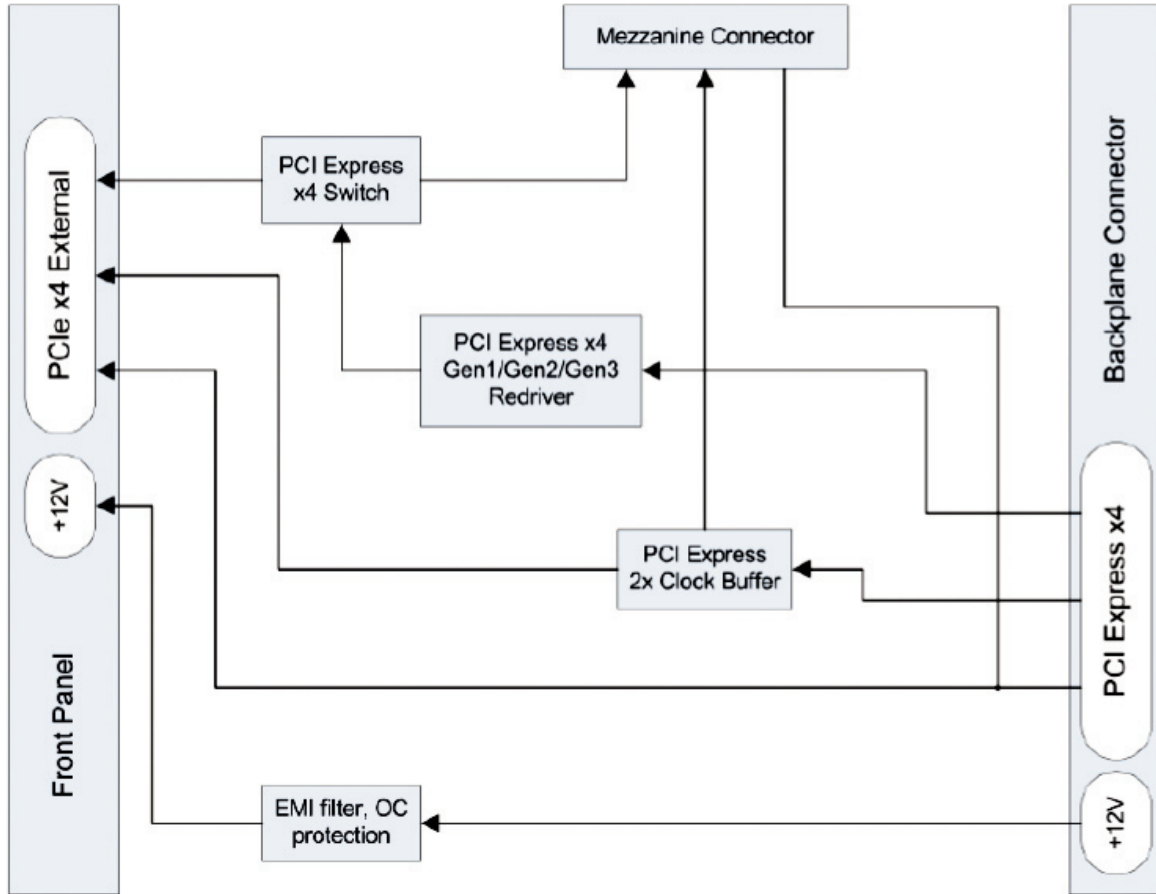 Mezzanine Connector
PCI Express
x4 Switch
PCIe x4 External
PCI Express x4
Gen1/Gen2/Gen3
Redriver
Backplane Connector
+12V
PCI Express
2x Clock Buffer
PCI Express x4
Front Panel
EMI filter, OC
protection
+12V